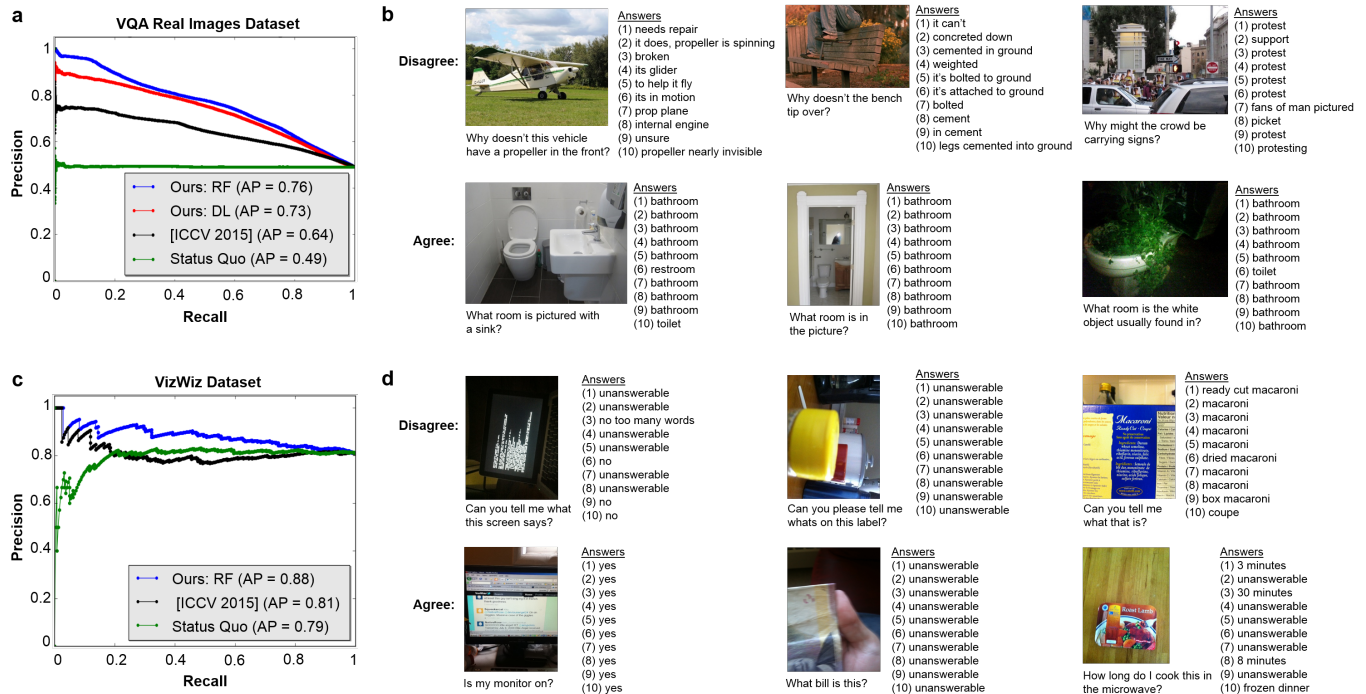 a
VQA Real Images Dataset
Precision
1
0.8
0.6
0.4
0.2
0
Ours: RF (AP = 0.76)
Ours: DL (AP = 0.73)
[ICCV 2015] (AP = 0.64)
Status Quo (AP = 0.49)
0
0.2
0.4
0.6
0.8
1
Recall
b
Disagree:
Why doesn't this vehicle
have a propeller in the front?
Answers
(1) needs repair
(2) it does, propeller is spinning
(3) broken
(4) its glider
(5) to help it fly
(6) its in motion
(7) prop plane
(8) internal engine
(9) unsure
(10) propeller nearly invisible
Why doesn't the bench
tip over?
Answers
(1) it can't
(2) concreted down
(3) cemented in ground
(4) weighted
(5) it's bolted to ground
(6) it's attached to ground
(7) bolted
(8) cement
(9) in cement
(10) legs cemented into ground
Why might the crowd be
carrying signs?
Answers
(1) protest
(2) support
(3) protest
(4) protest
(5) protest
(6) protest
(7) fans of man pictured
(8) picket
(9) protest
(10) protesting
Agree:
What room is pictured with
a sink?
Answers
(1) bathroom
(2) bathroom
(3) bathroom
(4) bathroom
(5) bathroom
(6) restroom
(7) bathroom
(8) bathroom
(9) bathroom
(10) toilet
What room is in
the picture?
Answers
(1) bathroom
(2) bathroom
(3) bathroom
(4) bathroom
(5) bathroom
(6) bathroom
(7) bathroom
(8) bathroom
(9) bathroom
(10) bathroom
What room is the white
object usually found in?
Answers
(1) bathroom
(2) bathroom
(3) bathroom
(4) bathroom
(5) bathroom
(6) toilet
(7) bathroom
(8) bathroom
(9) bathroom
(10) bathroom
c
VizWiz Dataset
Precision
1
0.8
0.6
0.4
0.2
0
Ours: RF (AP = 0.88)
[ICCV 2015] (AP = 0.81)
Status Quo (AP = 0.79)
0
0.2
0.4
0.6
0.8
1
Recall
d
Disagree:
Can you tell me what
this screen says?
Answers
(1) unanswerable
(2) unanswerable
(3) no too many words
(4) unanswerable
(5) unanswerable
(6) no
(7) unanswerable
(8) unanswerable
(9) no
(10) no
Can you please tell me
whats on this label?
Answers
(1) unanswerable
(2) unanswerable
(3) unanswerable
(4) unanswerable
(5) unanswerable
(6) unanswerable
(7) unanswerable
(8) unanswerable
(9) unanswerable
(10) unanswerable
Macaroni
Ready Cut - Coupe
Can you tell me
what that is?
Answers
(1) ready cut macaroni
(2) macaroni
(3) macaroni
(4) macaroni
(5) macaroni
(6) dried macaroni
(7) macaroni
(8) macaroni
(9) box macaroni
(10) coupe
Agree:
Is my monitor on?
Answers
(1) yes
(2) yes
(3) yes
(4) yes
(5) yes
(6) yes
(7) yes
(8) yes
(9) yes
(10) yes
What bill is this?
Answers
(1) unanswerable
(2) unanswerable
(3) unanswerable
(4) unanswerable
(5) unanswerable
(6) unanswerable
(7) unanswerable
(8) unanswerable
(9) unanswerable
(10) unanswerable
Roast Lamb
How long do I cook this in
the microwave?
Answers
(1) 3 minutes
(2) unanswerable
(3) 30 minutes
(4) unanswerable
(5) unanswerable
(6) unanswerable
(7) unanswerable
(8) 8 minutes
(9) unanswerable
(10) frozen dinner